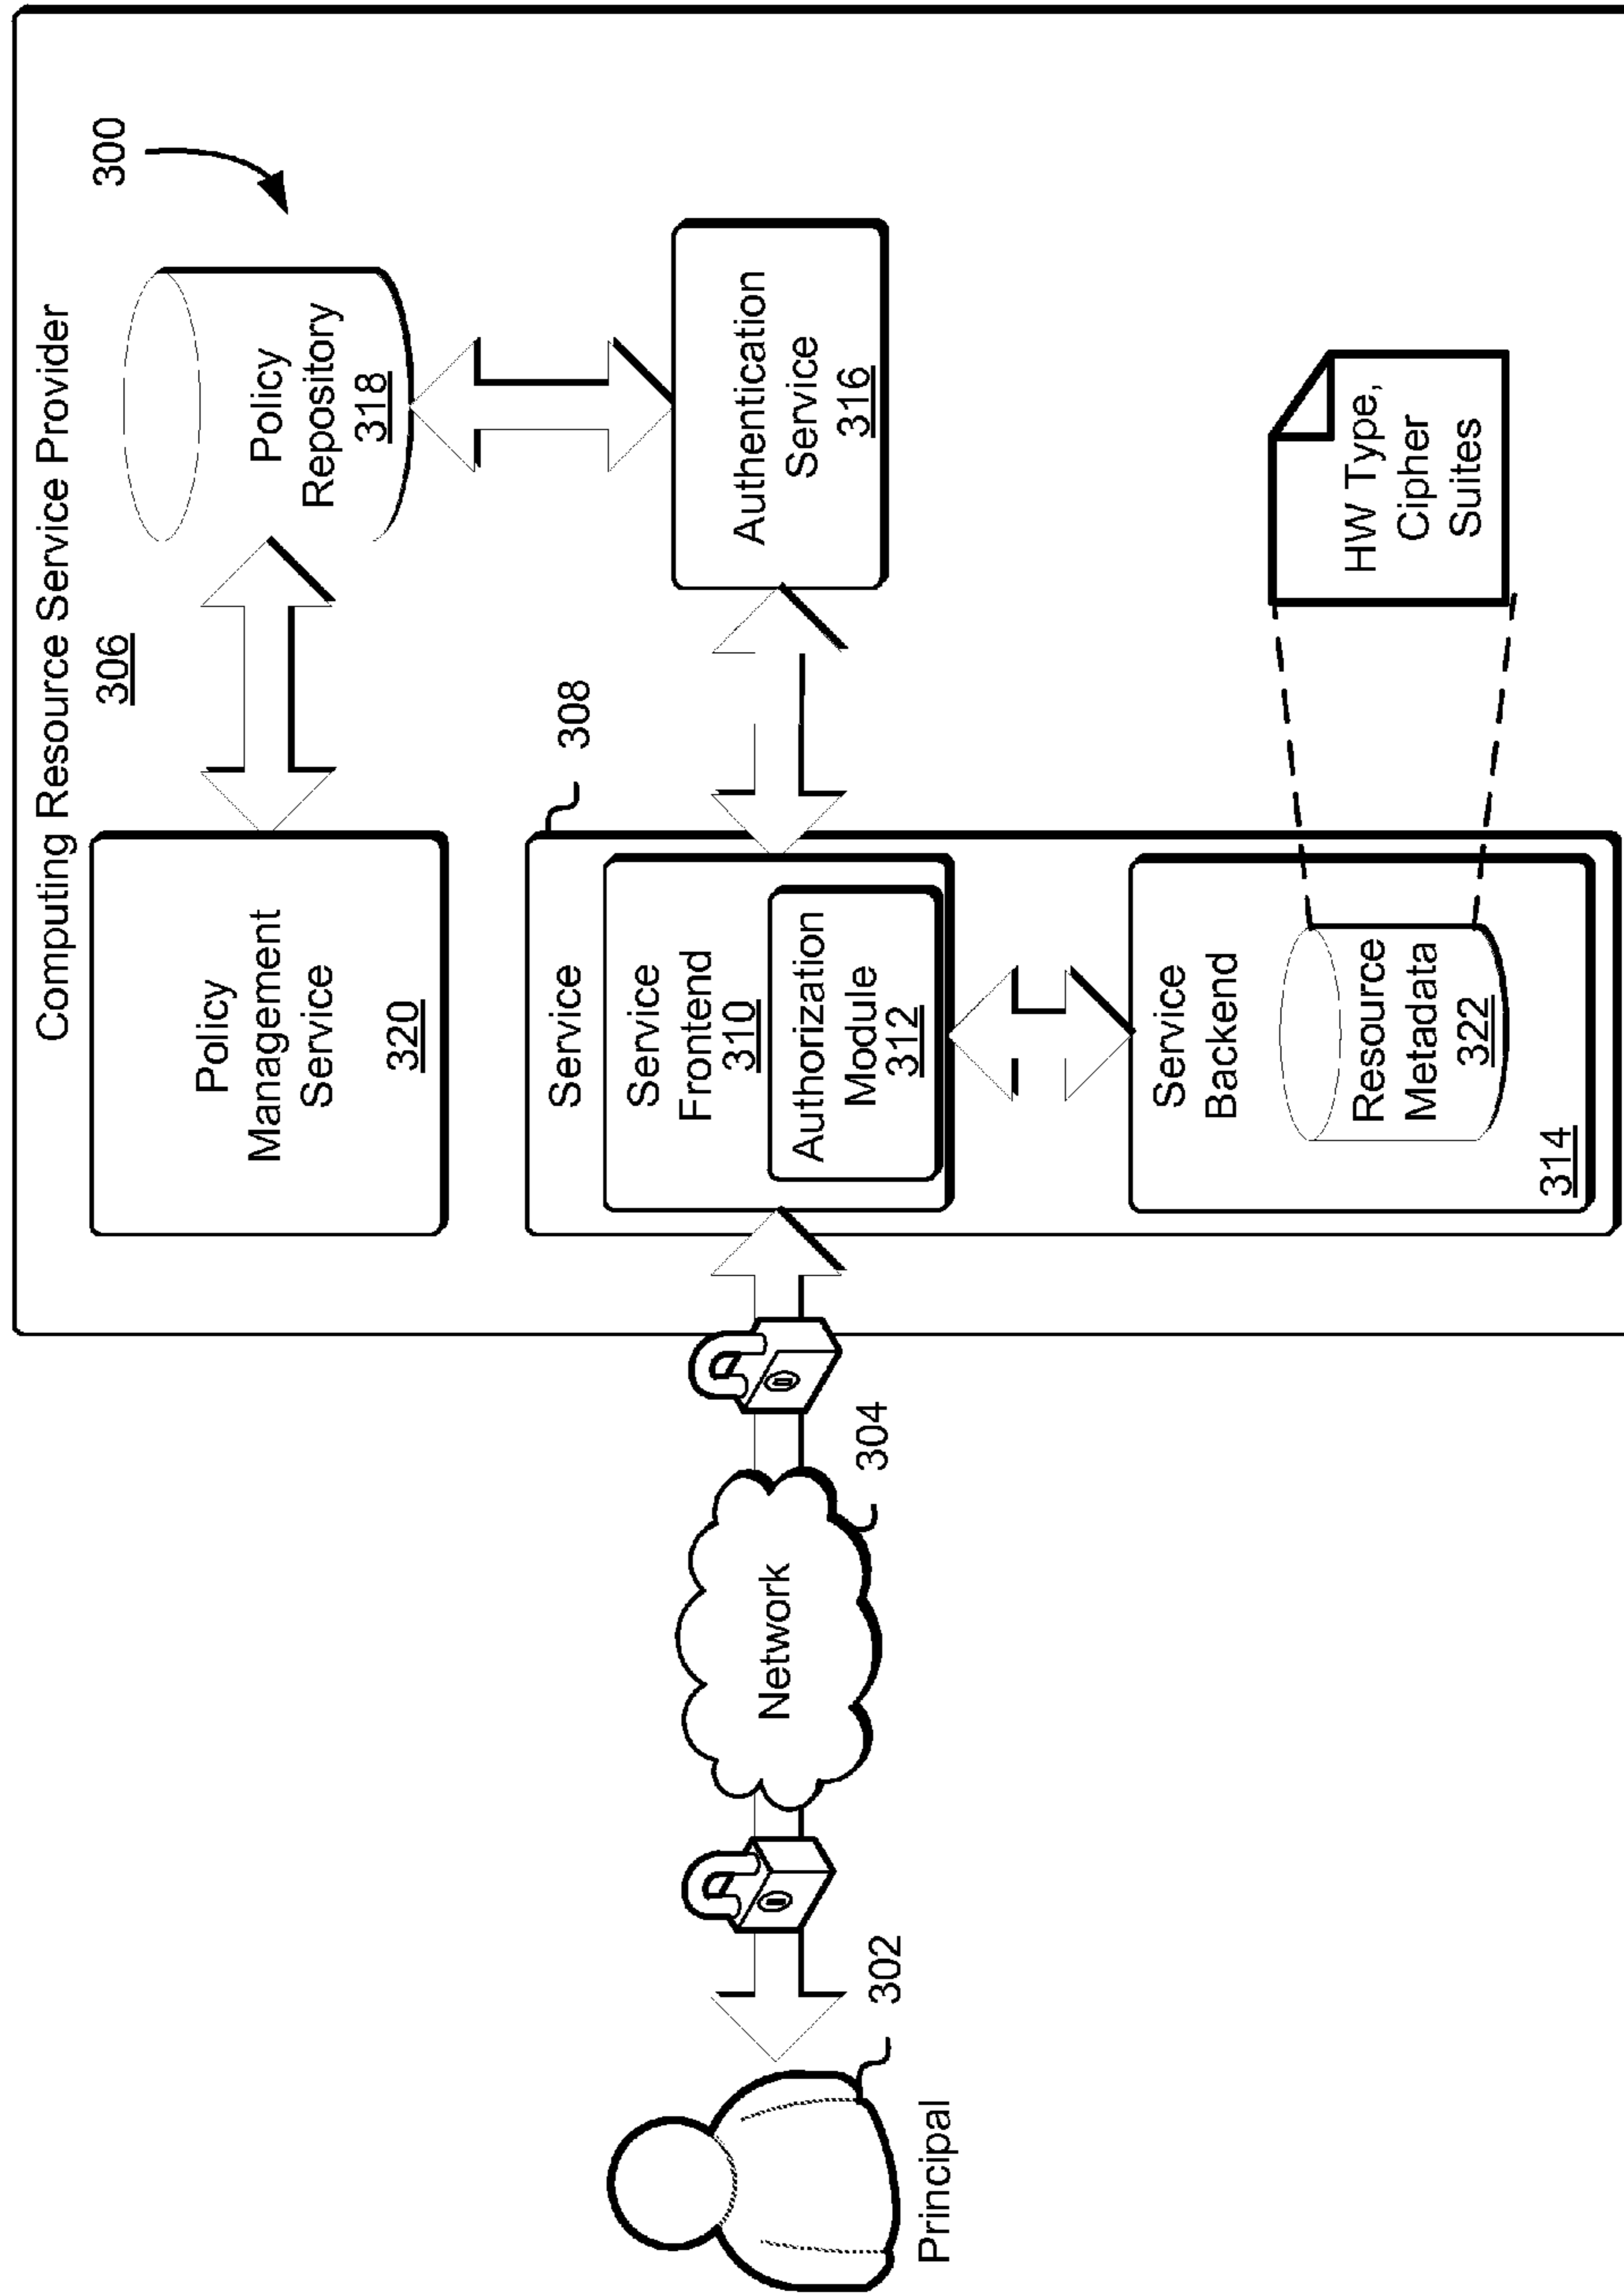 Computing Resource Service Provider
306
300
Policy
Management
Service
320
Policy
Repository
318
308
Service
Service
Frontend
310
Authorization
Module
312
Authentication
Service
316
Principal
302
Network
304
Service
Backend
Resource
Metadata
322
314
HW Type,
Cipher
Suites